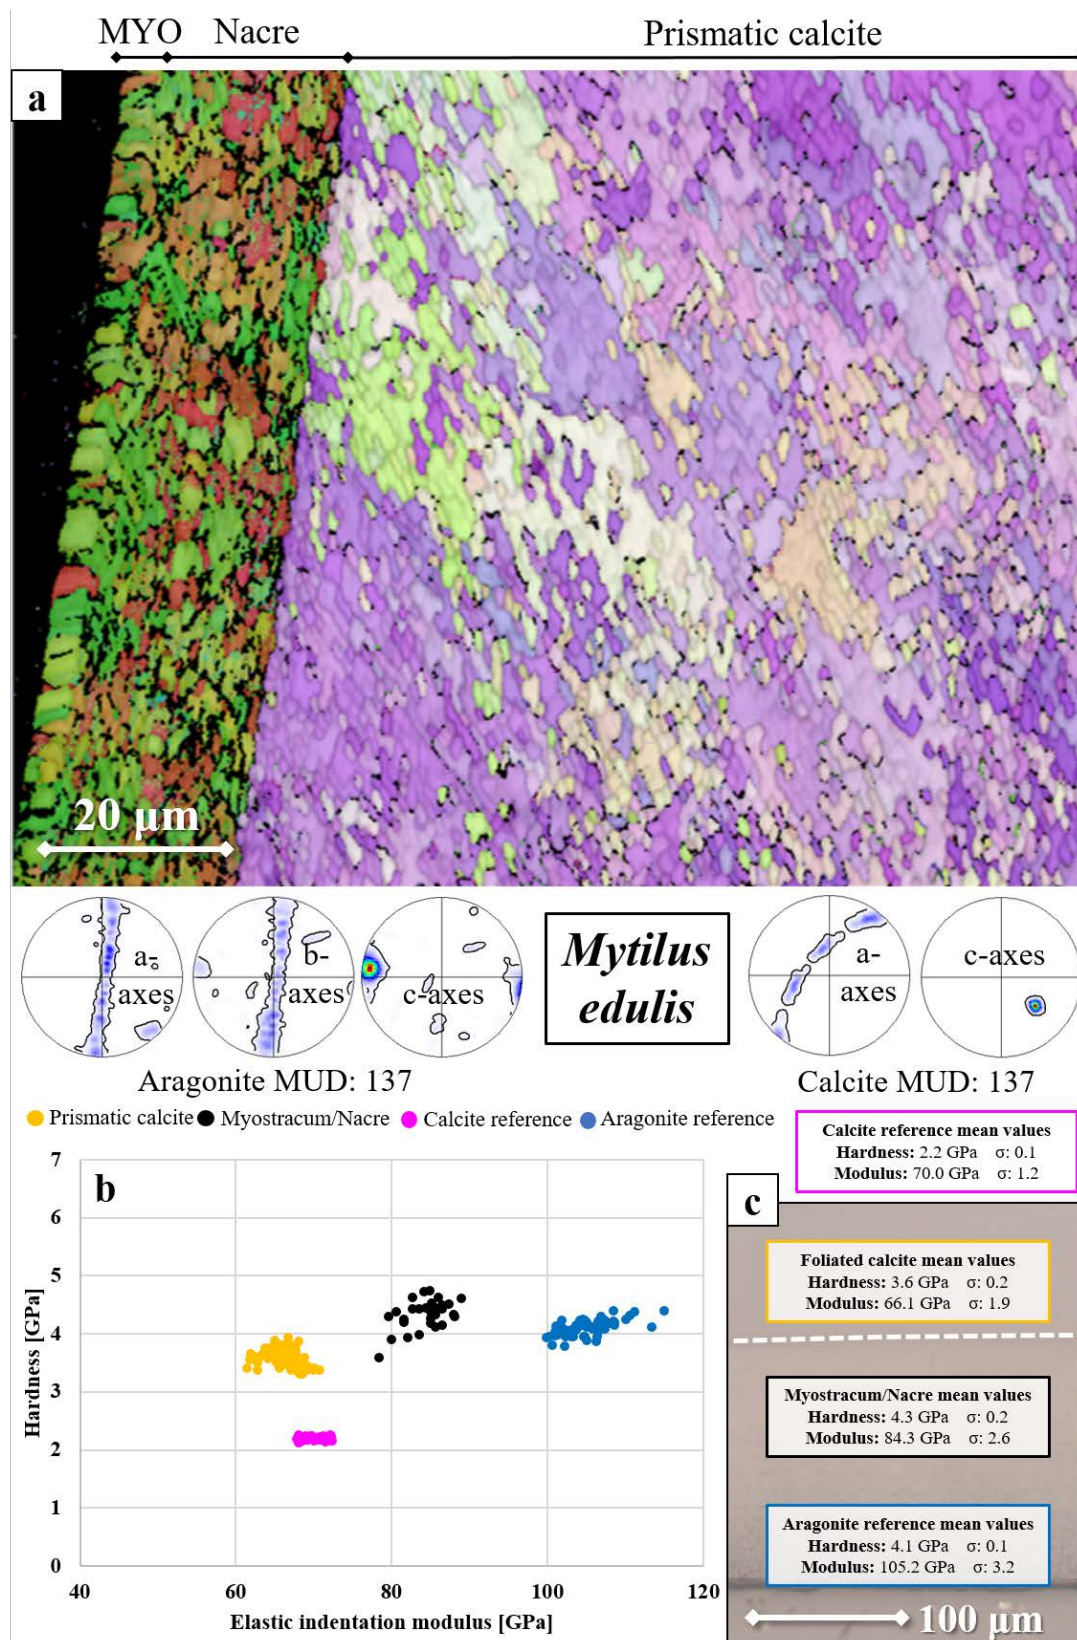 MYO Nacre Prismatic calcite
a
20 μm
a-
axes
b-
axes
c-axes
Mytilus
edulis
a-
axes
c-axes
Aragonite MUD: 137
Calcite MUD: 137
Prismatic calcite Myostracum/Nacre Calcite reference Aragonite reference
Calcite reference mean values
Hardness: 2.2 GPa σ: 0.1
Modulus: 70.0 GPa σ: 1.2
b
7
6
5
4
3
2
1
0
Hardness [GPa]
40 60 80 100 120
Elastic indentation modulus [GPa]
c
Foliated calcite mean values
Hardness: 3.6 GPa σ: 0.2
Modulus: 66.1 GPa σ: 1.9
Myostracum/Nacre mean values
Hardness: 4.3 GPa σ: 0.2
Modulus: 84.3 GPa σ: 2.6
Aragonite reference mean values
Hardness: 4.1 GPa σ: 0.1
Modulus: 105.2 GPa σ: 3.2
100 μm